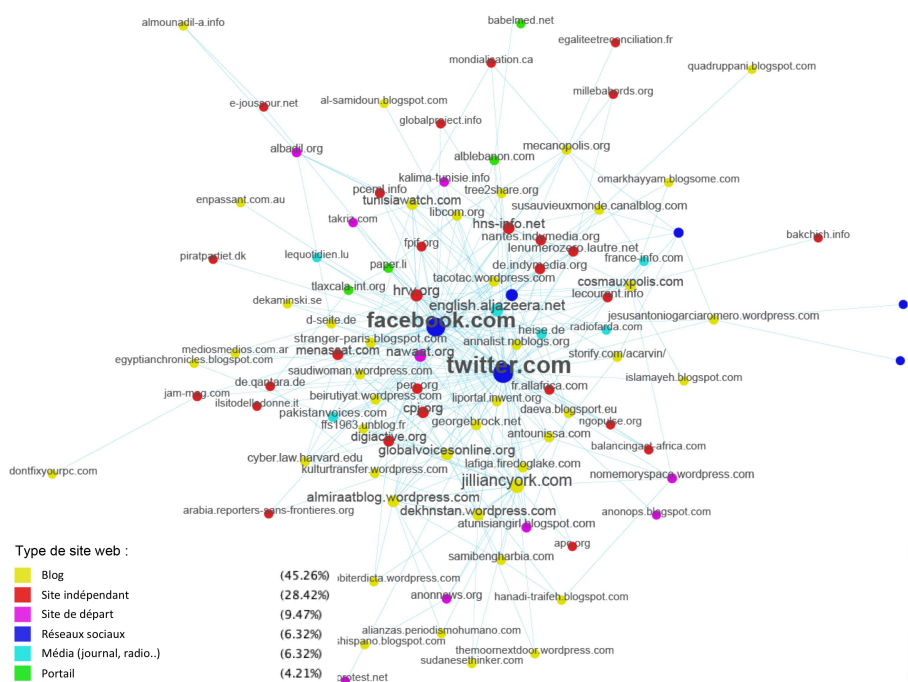 babelmed.net
almounadil-a.info
egaliteetreconciliation.fr
mondialisation.ca
quadruppani.blogspot.com
millebabords.org
e-jouspour.net
al-samidoun.blogspot.com
globalproject.info
albadil.org
mecanopolis.org
alblebanon.com
kalima-tunisie.info
omarkhayyam.blogsome.com
pceml.info
tree2share.org
enpassant.com.au
tunisiawatch.com
susauvieuxmonde.canalblog.com
libcom.org
takriz.com
hns-info.net
bakchich.info
nantes.indymedia.org
fpif.org
lenumerozero.lautre.net
piratpartiet.dk
lequotidien.lu
france-info.com
paper.li
de.indymedia.org
tacotac.wordpress.com
cosmauxpolis.com
tlaxcala-int.org
hrw.org
lecourant.info
dekaminski.se
english.aljazeera.net
jesusantoniogarciaromero.wordpress.com
d-seite.de
facebook.com
heise.de
radiofarda.com
stranger-paris.blogspot.com
annalist.noblogs.org
mediosmedios.com.ar
menassat.com
nawaat.org
storify.com/acarvin/
egyptianchronicles.blogspot.com
twitter.com
saudiwoman.wordpress.com
islamayeh.blogspot.com
de.qantara.de
pen.org
fr.allafrica.com
jam-mag.com
beirutiyat.wordpress.com
liportal.inwent.org
ilsitodelledonne.it
pakistanvoices.com
cpj.org
daeva.blogsport.eu
ffs1963.unblog.fr
georgebrock.net
ngopulse.org
digiactive.org
antounissa.com
balancingact-africa.com
globalvoicesonline.org
cyber.law.harvard.edu
lafiga.firedoglake.com
dontfixyourpc.com
kulturtransfer.wordpress.com
jilliancyork.com
nomemoryspace.wordpress.com
almiraatblog.wordpress.com
arabia.reporters-sans-frontieres.org
dekhnstan.wordpress.com
anonops.blogspot.com
atunisiangirl.blogspot.com
apc.org
samibengharbia.com
Type de site web :
Blog (45.26%)
Site indépendant (28.42%)
Site de départ (9.47%)
Réseaux sociaux (6.32%)
Média (journal, radio..) (6.32%)
Portail (4.21%)
biterdicta.wordpress.com
anonnews.org
hanadi-traifeh.blogspot.com
alianzas.periodismohumano.com
hispano.blogspot.com
themoornextdoor.wordpress.com
sudanesethinker.com
rotest.net